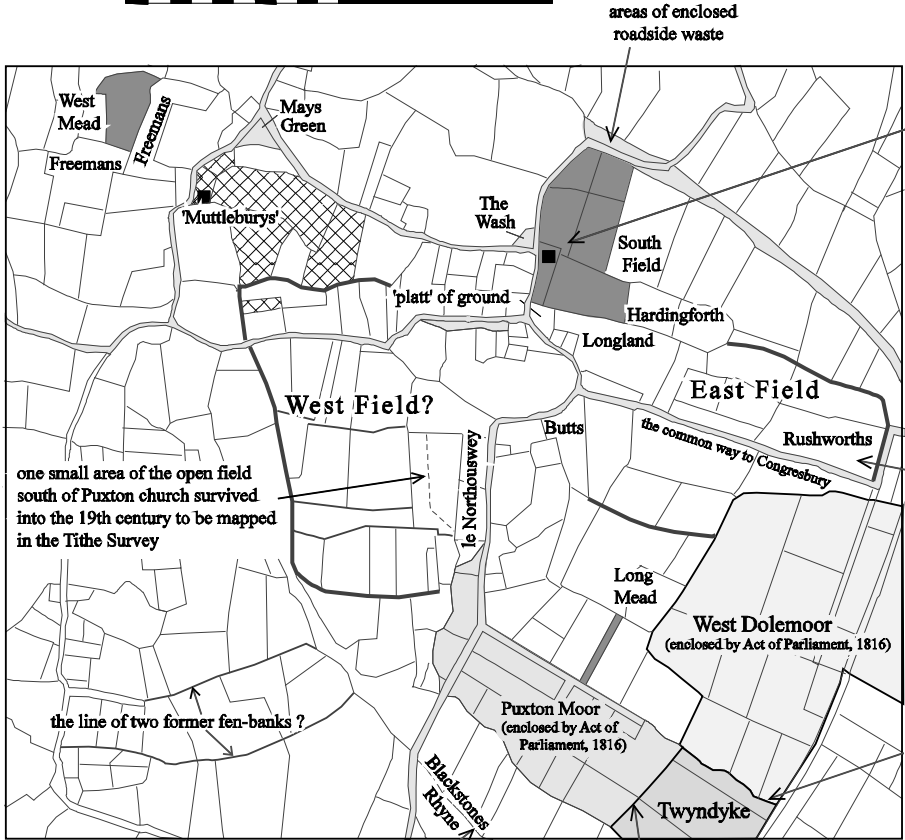 areas of enclosed
roadside waste
West
Mead
Freemans
Freemans
Mays
Green
'Muttleburys'
The
Wash
South
Field
'platt' of ground
Hardingforth
Longland
East Field
West Field?
Butts
the common way to Congresbury
Rushworths
one small area of the open field
south of Puxton church survived
into the 19th century to be mapped
in the Tithe Survey
le Northouswey
Long
Mead
West Dolemoor
(enclosed by Act of Parliament, 1816)
Puxton Moor
(enclosed by Act of
Parliament, 1816)
the line of two former fen-banks ?
Blackstones
Rhyne
Twyndyke